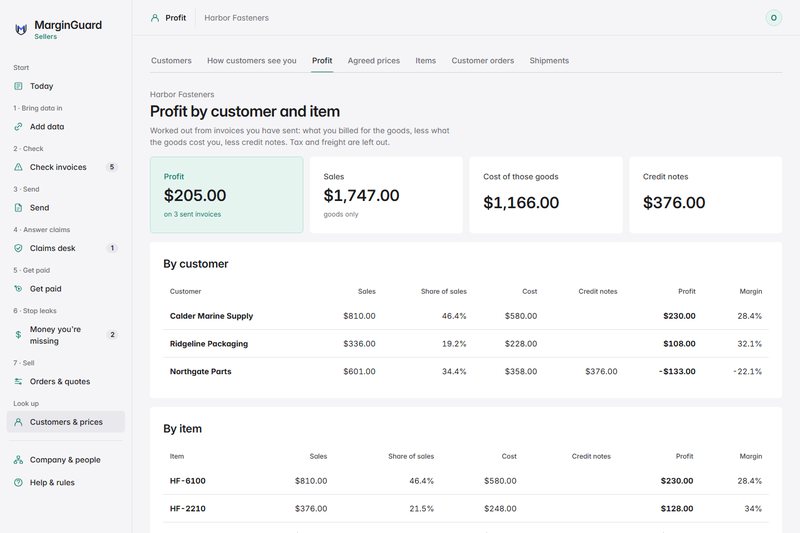 MarginGuard
Sellers
Start
Today
1 · Bring data in
Add data
2 · Check
Check invoices 5
3 · Send
Send
4 · Answer claims
Claims desk 1
5 · Get paid
Get paid
6 · Stop leaks
Money you're
missing 2
7 · Sell
Orders & quotes
Look up
Customers & prices
Company & people
Help & rules
Profit Harbor Fasteners O
Customers How customers see you Profit Agreed prices Items Customer orders Shipments
Harbor Fasteners
Profit by customer and item
Worked out from invoices you have sent: what you billed for the goods, less what
the goods cost you, less credit notes. Tax and freight are left out.
Profit
$205.00
on 3 sent invoices
Sales
$1,747.00
goods only
Cost of those goods
$1,166.00
Credit notes
$376.00
By customer
Customer Sales Share of sales Cost Credit notes Profit Margin
Calder Marine Supply $810.00 46.4% $580.00 $230.00 28.4%
Ridgeline Packaging $336.00 19.2% $228.00 $108.00 32.1%
Northgate Parts $601.00 34.4% $358.00 $376.00 -$133.00 -22.1%
By item
Item Sales Share of sales Cost Credit notes Profit Margin
HF-6100 $810.00 46.4% $580.00 $230.00 28.4%
HF-2210 $376.00 21.5% $248.00 $128.00 34%